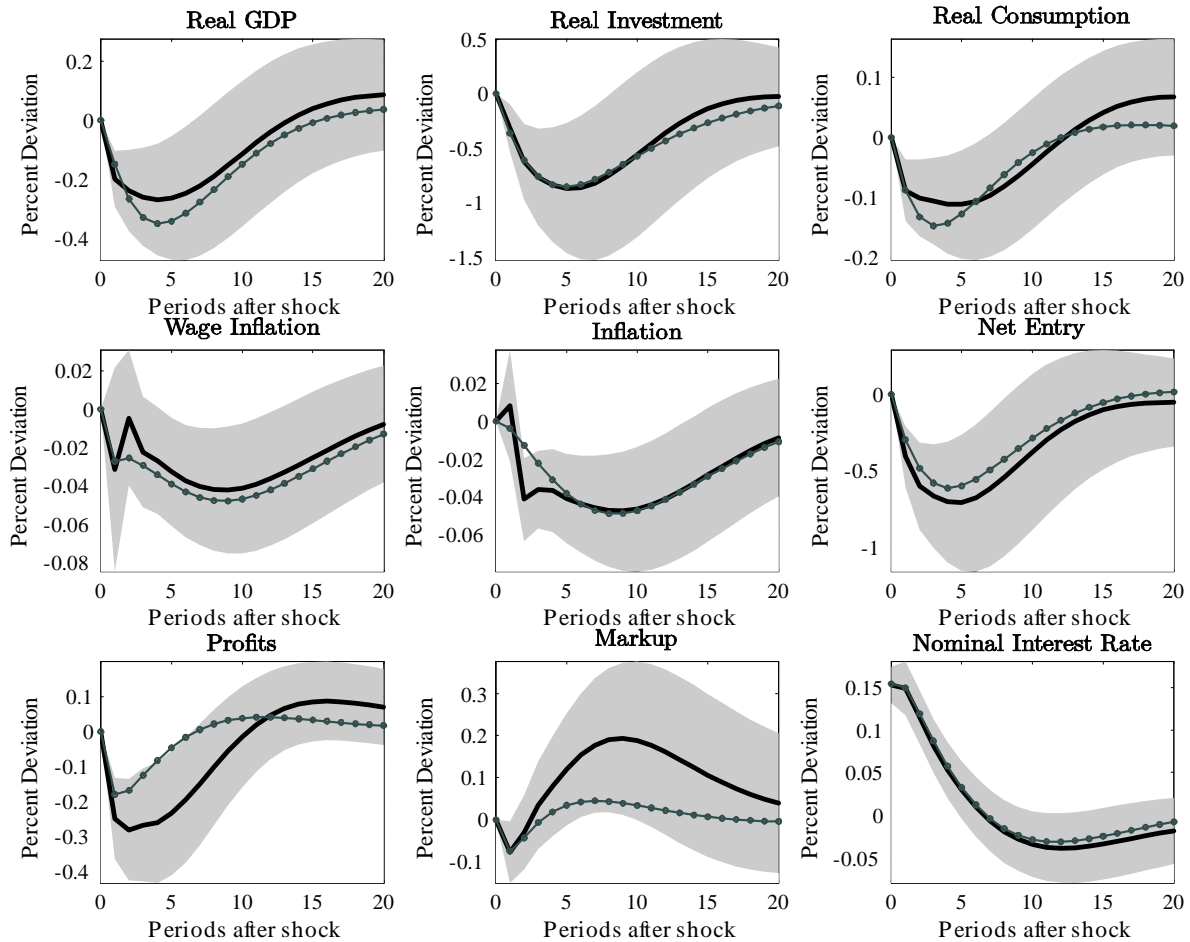 Real GDP
Percent Deviation
0.2
0
-0.2
-0.4
0 5 10 15 20
Periods after shock
Real Investment
Percent Deviation
0.5
0
-0.5
-1
-1.5
0 5 10 15 20
Periods after shock
Real Consumption
Percent Deviation
0.1
0
-0.1
-0.2
0 5 10 15 20
Periods after shock
Wage Inflation
Percent Deviation
0.02
0
-0.02
-0.04
-0.06
-0.08
0 5 10 15 20
Periods after shock
Inflation
Percent Deviation
0.02
0
-0.02
-0.04
-0.06
0 5 10 15 20
Periods after shock
Net Entry
Percent Deviation
0
-0.5
-1
0 5 10 15 20
Periods after shock
Profits
Percent Deviation
0.1
0
-0.1
-0.2
-0.3
-0.4
0 5 10 15 20
Periods after shock
Markup
Percent Deviation
0.3
0.2
0.1
0
-0.1
0 5 10 15 20
Periods after shock
Nominal Interest Rate
Percent Deviation
0.15
0.1
0.05
0
-0.05
0 5 10 15 20
Periods after shock